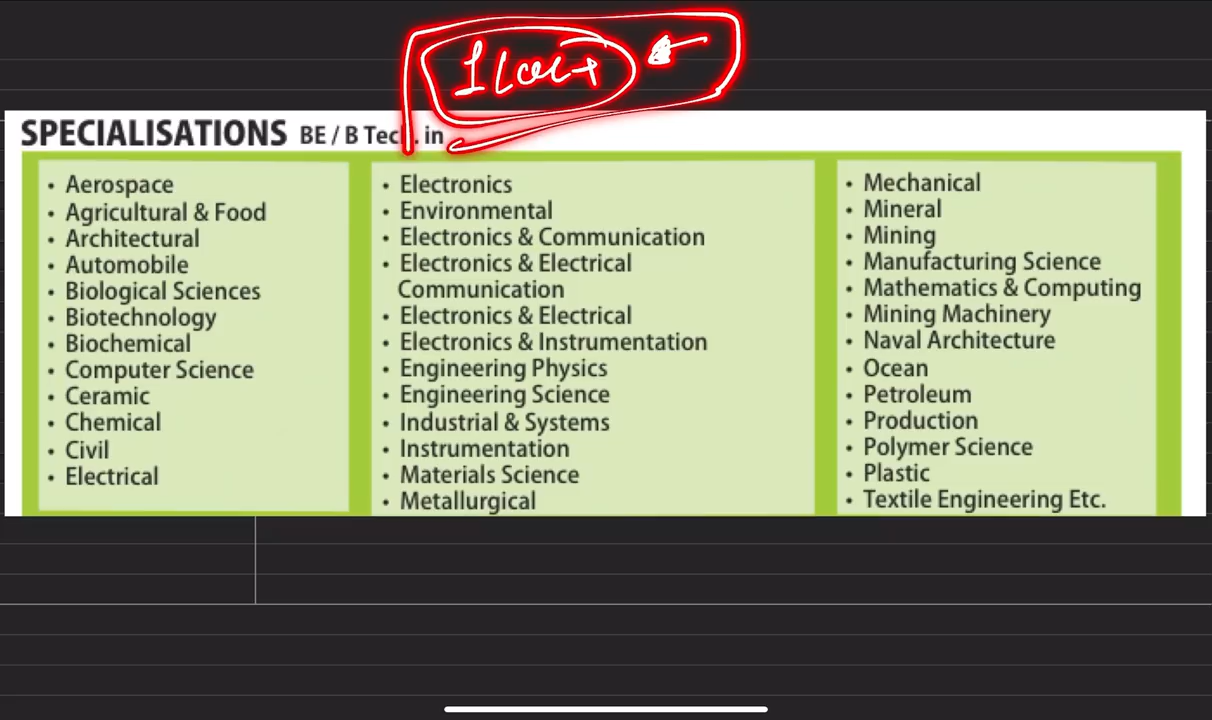 SPECIALISATIONS BE / B Tech. in
• Aerospace
• Agricultural & Food
• Architectural
• Automobile
• Biological Sciences
• Biotechnology
• Biochemical
• Computer Science
• Ceramic
• Chemical
• Civil
• Electrical
• Electronics
• Environmental
• Electronics & Communication
• Electronics & Electrical
Communication
• Electronics & Electrical
• Electronics & Instrumentation
• Engineering Physics
• Engineering Science
• Industrial & Systems
• Instrumentation
• Materials Science
• Metallurgical
• Mechanical
• Mineral
• Mining
• Manufacturing Science
• Mathematics & Computing
• Mining Machinery
• Naval Architecture
• Ocean
• Petroleum
• Production
• Polymer Science
• Plastic
• Textile Engineering Etc.